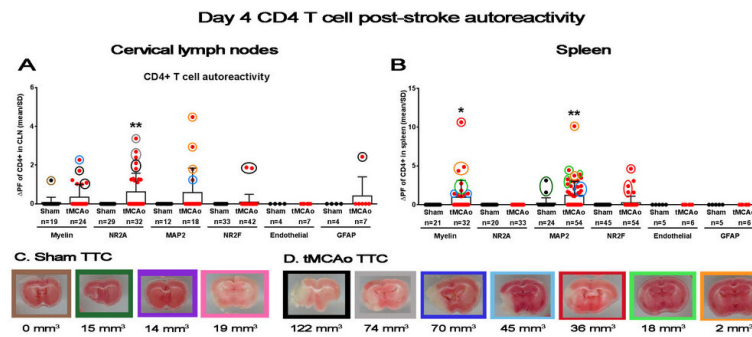 Day 4 CD4 T cell post-stroke autoreactivity
Cervical lymph nodes
Spleen
A
CD4+ T cell autoreactivity
ΔPF of CD4+ in CLN (mean/SD)
6
4
2
0
**
Sham tMCAo Sham tMCAo Sham tMCAo Sham tMCAo Sham tMCAo Sham tMCAo
n=19 n=24 n=29 n=32 n=12 n=18 n=33 n=42 n=4 n=7 n=4 n=7
Myelin NR2A MAP2 NR2F Endothelial GFAP
B
ΔPF of CD4+ in spleen (mean/SD)
15
10
5
0
* **
Sham tMCAo Sham tMCAo Sham tMCAo Sham tMCAo Sham tMCAo Sham tMCAo
n=21 n=32 n=20 n=33 n=24 n=54 n=45 n=54 n=5 n=6 n=5 n=6
Myelin NR2A MAP2 NR2F Endothelial GFAP
C. Sham TTC
0 mm³ 15 mm³ 14 mm³ 19 mm³
D. tMCAo TTC
122 mm³ 74 mm³ 70 mm³ 45 mm³ 36 mm³ 18 mm³ 2 mm³